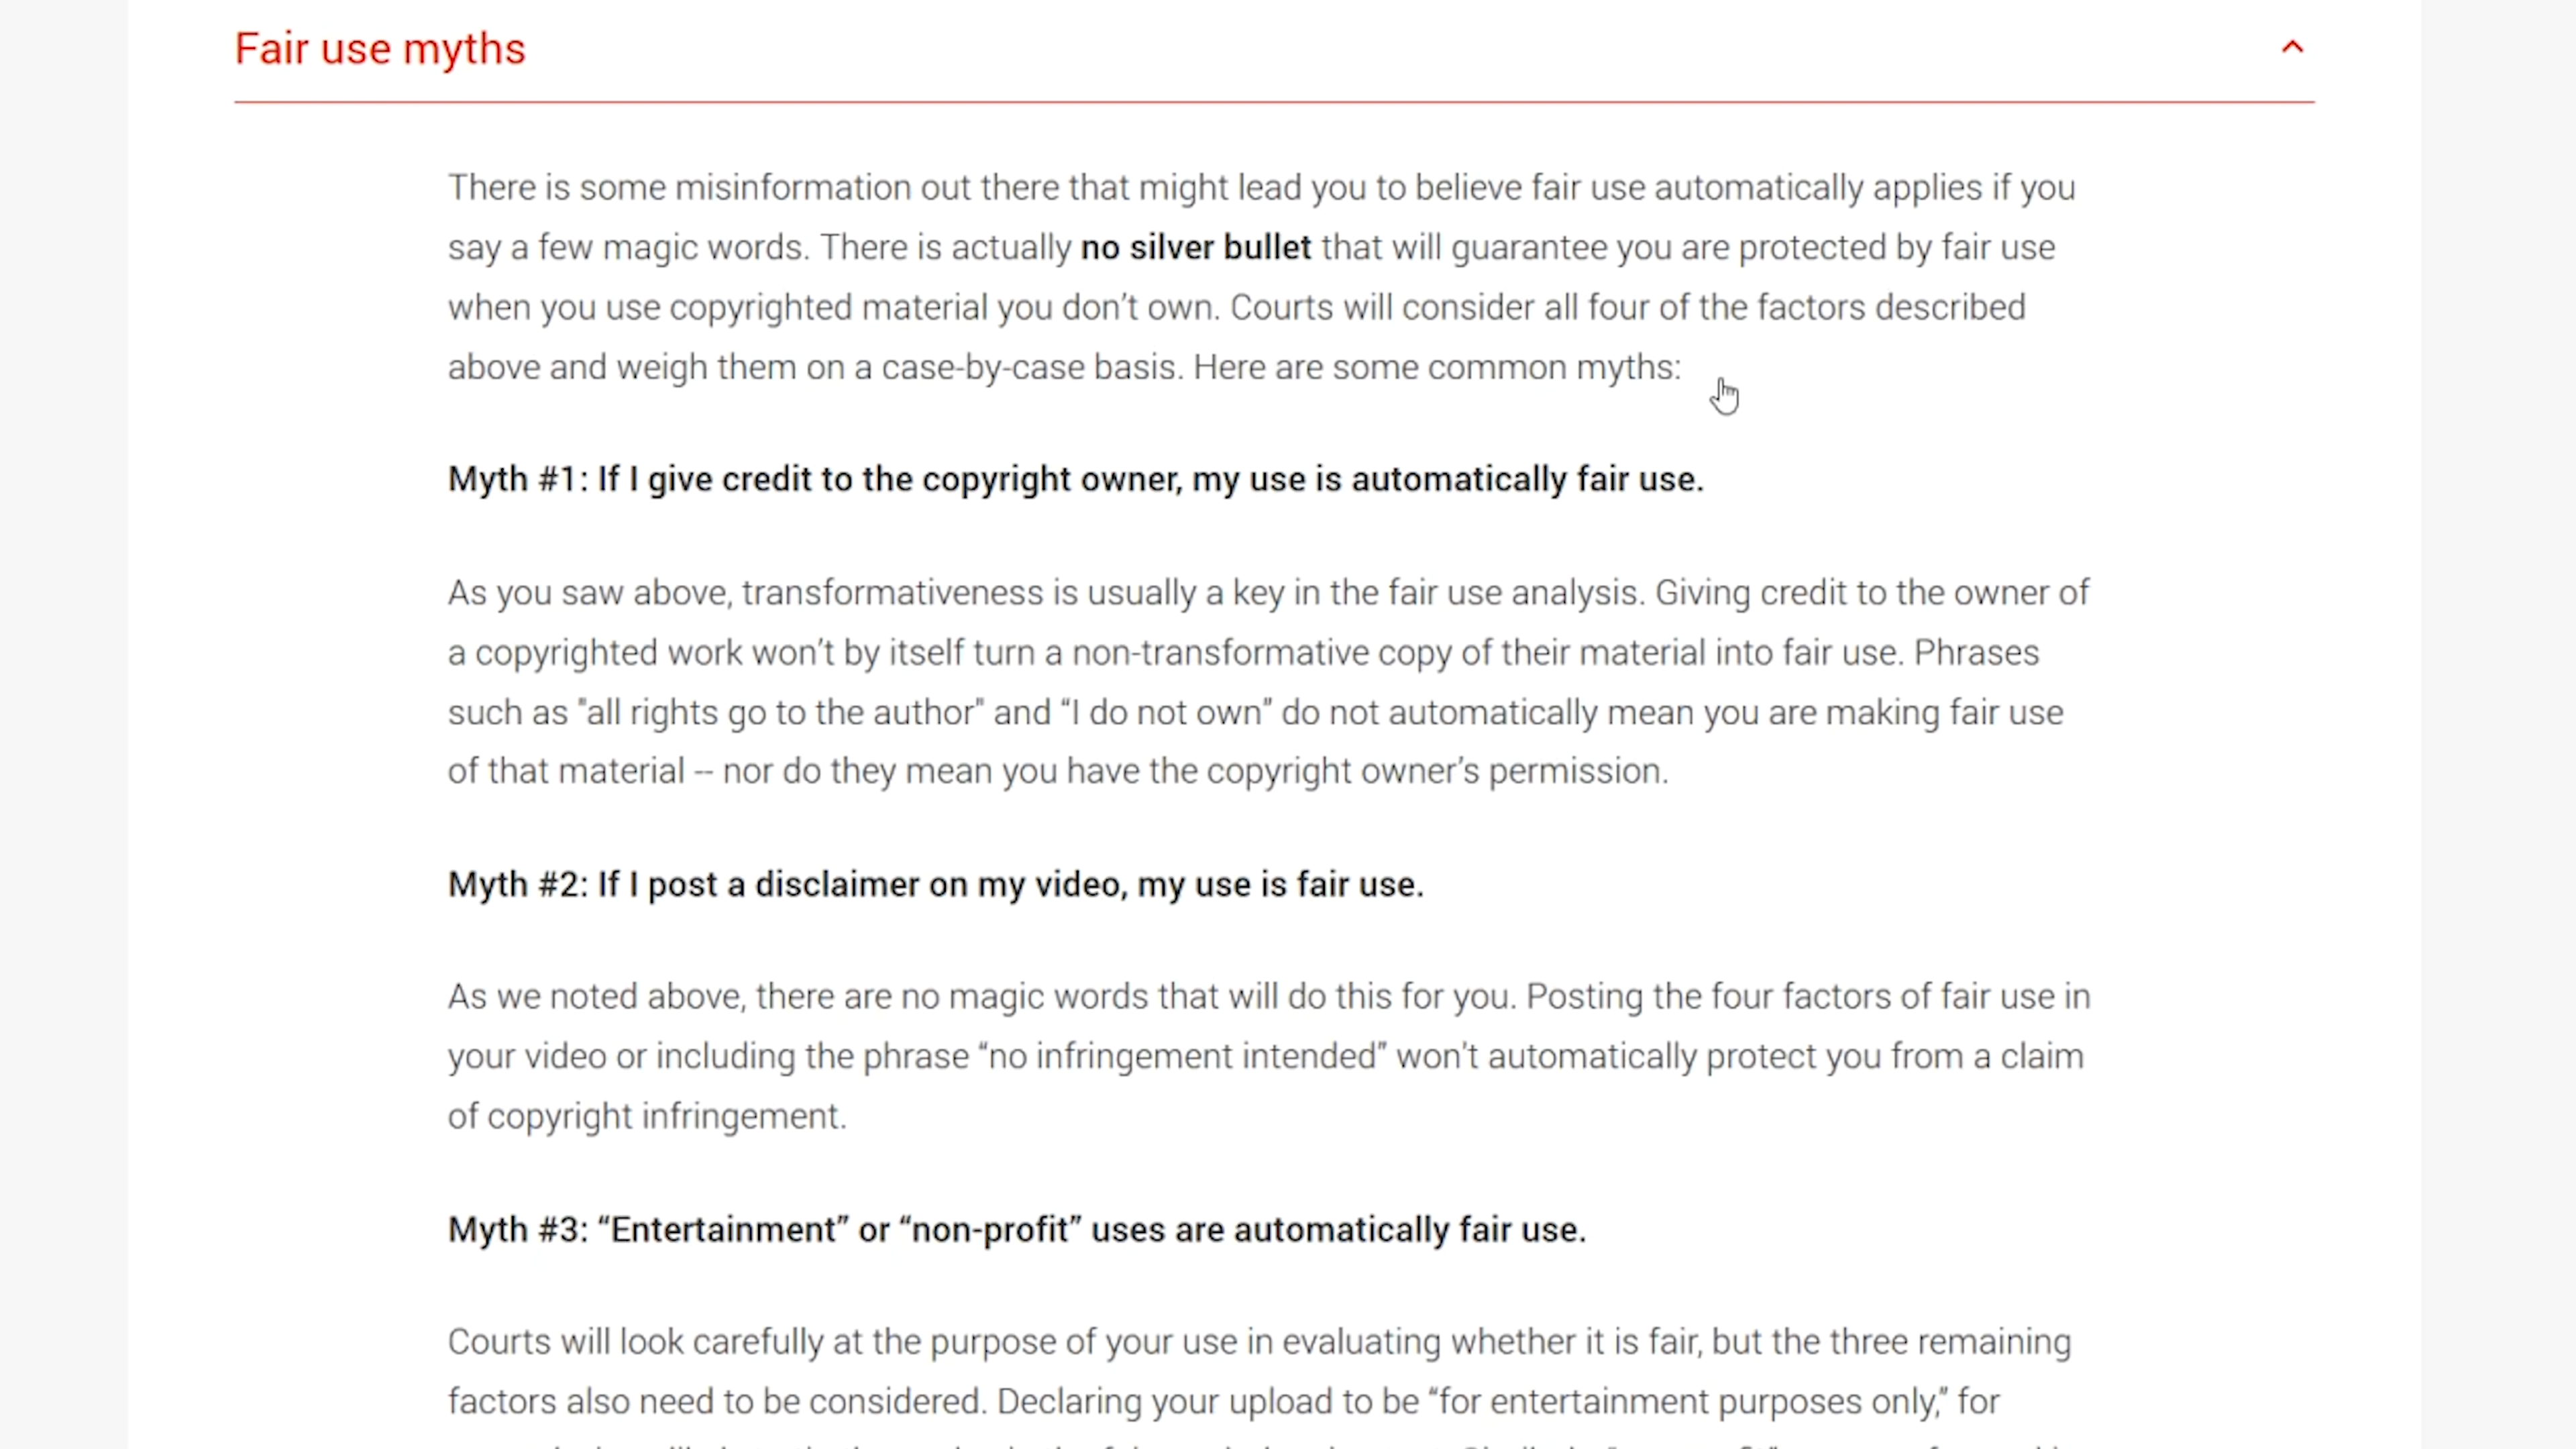 Fair use myths
There is some misinformation out there that might lead you to believe fair use automatically applies if you
say a few magic words. There is actually no silver bullet that will guarantee you are protected by fair use
when you use copyrighted material you don’t own. Courts will consider all four of the factors described
above and weigh them on a case-by-case basis. Here are some common myths:
Myth #1: If I give credit to the copyright owner, my use is automatically fair use.
As you saw above, transformativeness is usually a key in the fair use analysis. Giving credit to the owner of
a copyrighted work won’t by itself turn a non-transformative copy of their material into fair use. Phrases
such as "all rights go to the author" and “I do not own” do not automatically mean you are making fair use
of that material -- nor do they mean you have the copyright owner’s permission.
Myth #2: If I post a disclaimer on my video, my use is fair use.
As we noted above, there are no magic words that will do this for you. Posting the four factors of fair use in
your video or including the phrase “no infringement intended” won't automatically protect you from a claim
of copyright infringement.
Myth #3: “Entertainment” or “non-profit” uses are automatically fair use.
Courts will look carefully at the purpose of your use in evaluating whether it is fair, but the three remaining
factors also need to be considered. Declaring your upload to be “for entertainment purposes only,” for